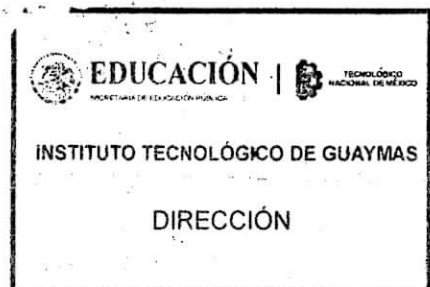 EDUCACIÓN
SECRETARÍA DE EDUCACIÓN PÚBLICA
TECNOLÓGICO
NACIONAL DE MÉXICO
INSTITUTO TECNOLÓGICO DE GUAYMAS
DIRECCIÓN